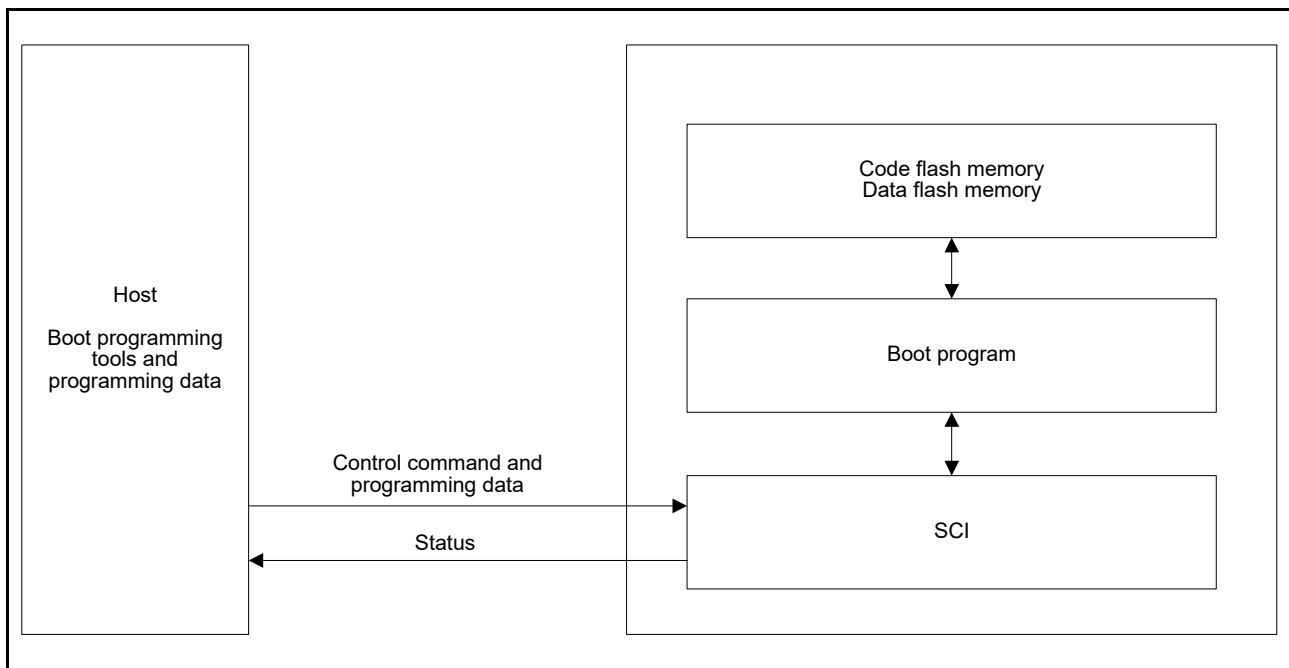 Host
Boot programming
tools and
programming data
Control command and
programming data
Status
Code flash memory
Data flash memory
Boot program
SCI